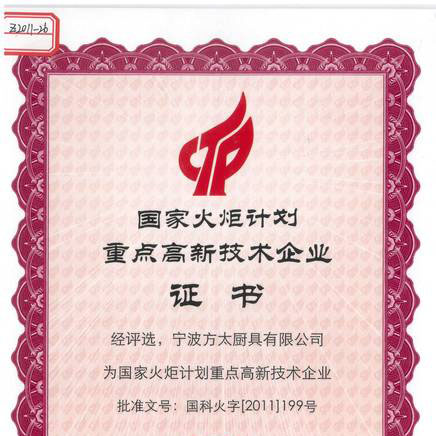 Z2011-26
CTP
国家火炬计划
重点高新技术企业
证书
经评选，宁波方太厨具有限公司
为国家火炬计划重点高新技术企业
批准文号：国科火字[2011]199号